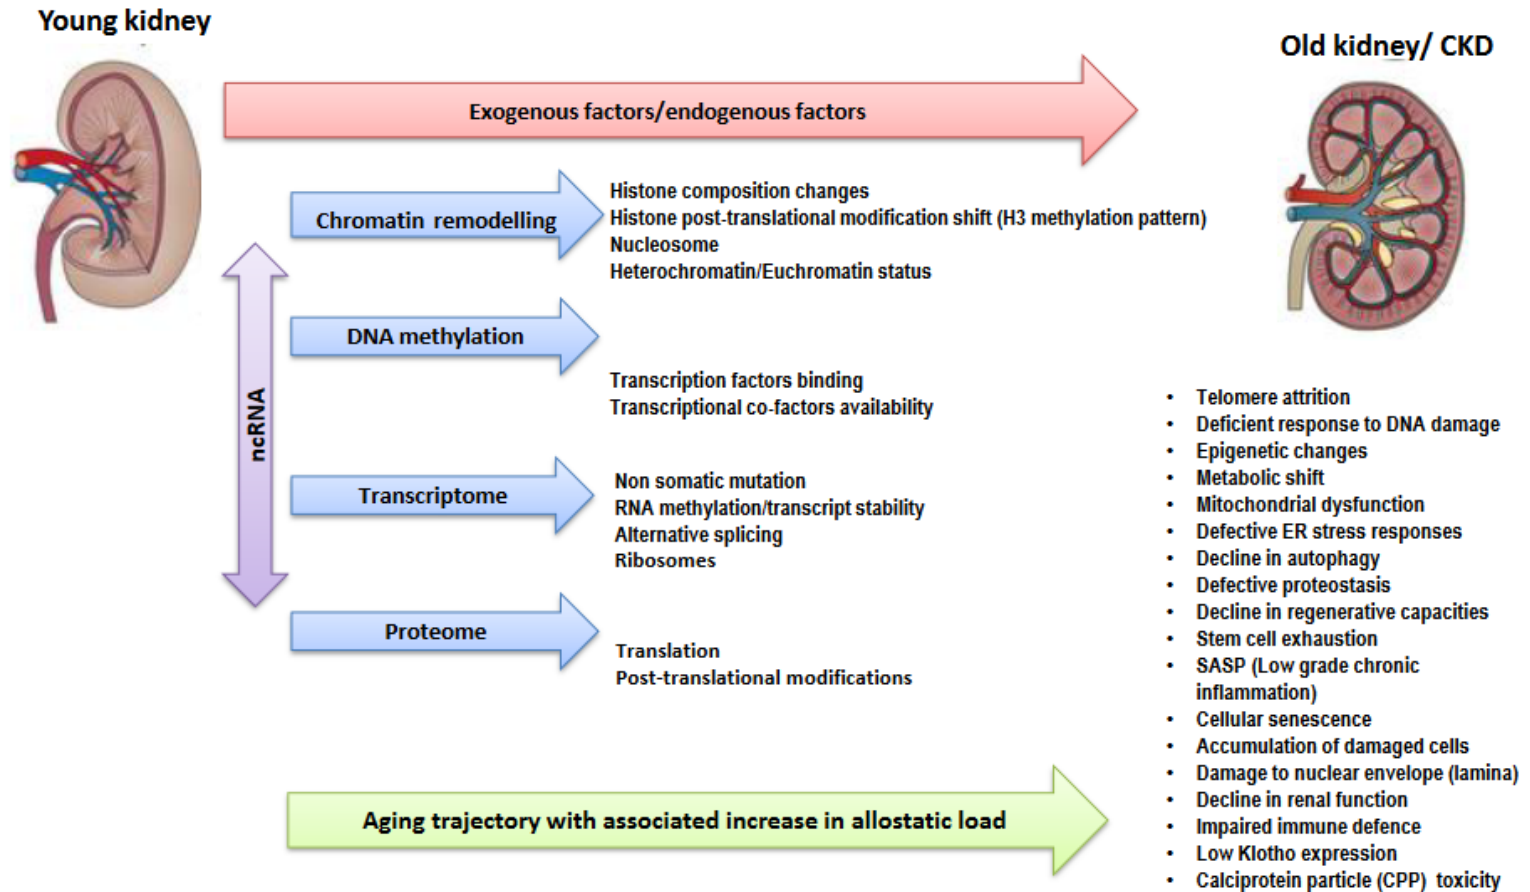 Young kidney
Old kidney/ CKD
Exogenous factors/endogenous factors
Chromatin remodelling
Histone composition changes
Histone post-translational modification shift (H3 methylation pattern)
Nucleosome
Heterochromatin/Euchromatin status
DNA methylation
Transcription factors binding
Transcriptional co-factors availability
ncRNA
Transcriptome
Non somatic mutation
RNA methylation/transcript stability
Alternative splicing
Ribosomes
Proteome
Translation
Post-translational modifications
Aging trajectory with associated increase in allostatic load
• Telomere attrition
• Deficient response to DNA damage
• Epigenetic changes
• Metabolic shift
• Mitochondrial dysfunction
• Defective ER stress responses
• Decline in autophagy
• Defective proteostasis
• Decline in regenerative capacities
• Stem cell exhaustion
• SASP (Low grade chronic
inflammation)
• Cellular senescence
• Accumulation of damaged cells
• Damage to nuclear envelope (lamina)
• Decline in renal function
• Impaired immune defence
• Low Klotho expression
• Calciprotein particle (CPP) toxicity